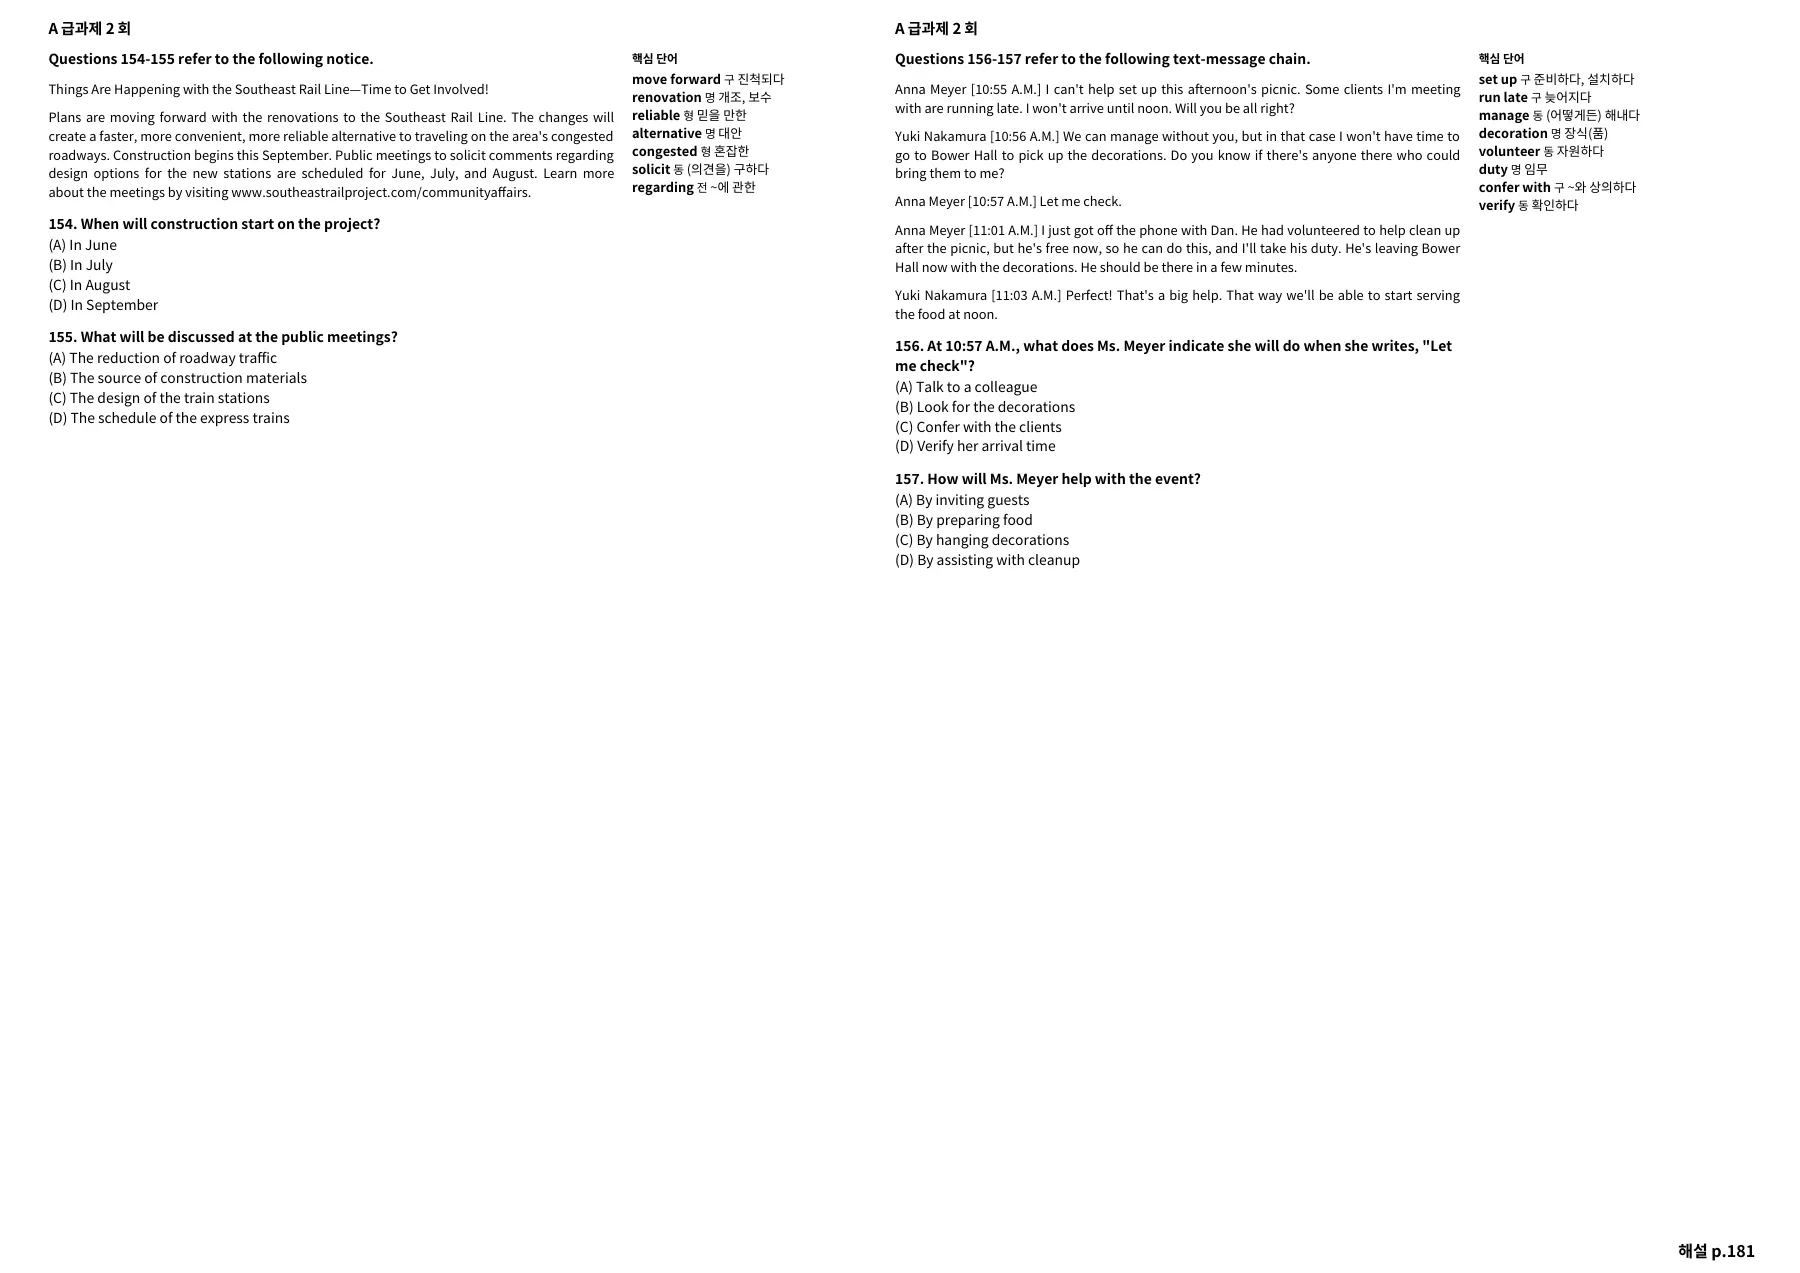 A 급과제 2 회
Questions 154-155 refer to the following notice.
Things Are Happening with the Southeast Rail Line—Time to Get Involved!
Plans are moving forward with the renovations to the Southeast Rail Line. The changes will
create a faster, more convenient, more reliable alternative to traveling on the area's congested
roadways. Construction begins this September. Public meetings to solicit comments regarding
design options for the new stations are scheduled for June, July, and August. Learn more
about the meetings by visiting www.southeastrailproject.com/communityaffairs.
154. When will construction start on the project?
(A) In June
(B) In July
(C) In August
(D) In September
155. What will be discussed at the public meetings?
(A) The reduction of roadway traffic
(B) The source of construction materials
(C) The design of the train stations
(D) The schedule of the express trains
핵심 단어
move forward 구 진척되다
renovation 명 개조, 보수
reliable 형 믿을 만한
alternative 명 대안
congested 형 혼잡한
solicit 동 (의견을) 구하다
regarding 전 ~에 관한
A 급과제 2 회
Questions 156-157 refer to the following text-message chain.
Anna Meyer [10:55 A.M.] I can't help set up this afternoon's picnic. Some clients I'm meeting
with are running late. I won't arrive until noon. Will you be all right?
Yuki Nakamura [10:56 A.M.] We can manage without you, but in that case I won't have time to
go to Bower Hall to pick up the decorations. Do you know if there's anyone there who could
bring them to me?
Anna Meyer [10:57 A.M.] Let me check.
Anna Meyer [11:01 A.M.] I just got off the phone with Dan. He had volunteered to help clean up
after the picnic, but he's free now, so he can do this, and I'll take his duty. He's leaving Bower
Hall now with the decorations. He should be there in a few minutes.
Yuki Nakamura [11:03 A.M.] Perfect! That's a big help. That way we'll be able to start serving
the food at noon.
156. At 10:57 A.M., what does Ms. Meyer indicate she will do when she writes, "Let
me check"?
(A) Talk to a colleague
(B) Look for the decorations
(C) Confer with the clients
(D) Verify her arrival time
157. How will Ms. Meyer help with the event?
(A) By inviting guests
(B) By preparing food
(C) By hanging decorations
(D) By assisting with cleanup
핵심 단어
set up 구 준비하다, 설치하다
run late 구 늦어지다
manage 동 (어떻게든) 해내다
decoration 명 장식(품)
volunteer 동 자원하다
duty 명 임무
confer with 구 ~와 상의하다
verify 동 확인하다
해설 p.181